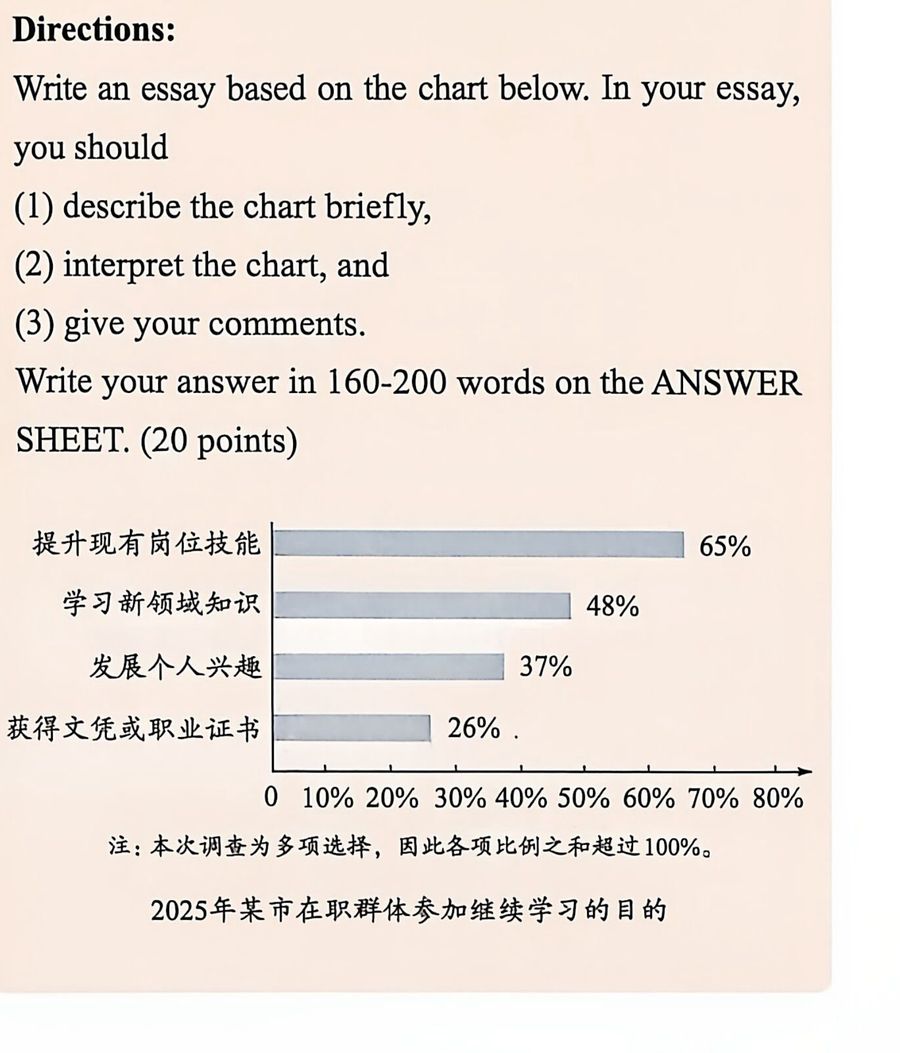 Directions:
Write an essay based on the chart below. In your essay,
you should
(1) describe the chart briefly,
(2) interpret the chart, and
(3) give your comments.
Write your answer in 160-200 words on the ANSWER
SHEET. (20 points)
提升现有岗位技能 65%
学习新领域知识 48%
发展个人兴趣 37%
获得文凭或职业证书 26% .
0 10% 20% 30% 40% 50% 60% 70% 80%
注：本次调查为多项选择，因此各项比例之和超过100%。
2025年某市在职群体参加继续学习的目的